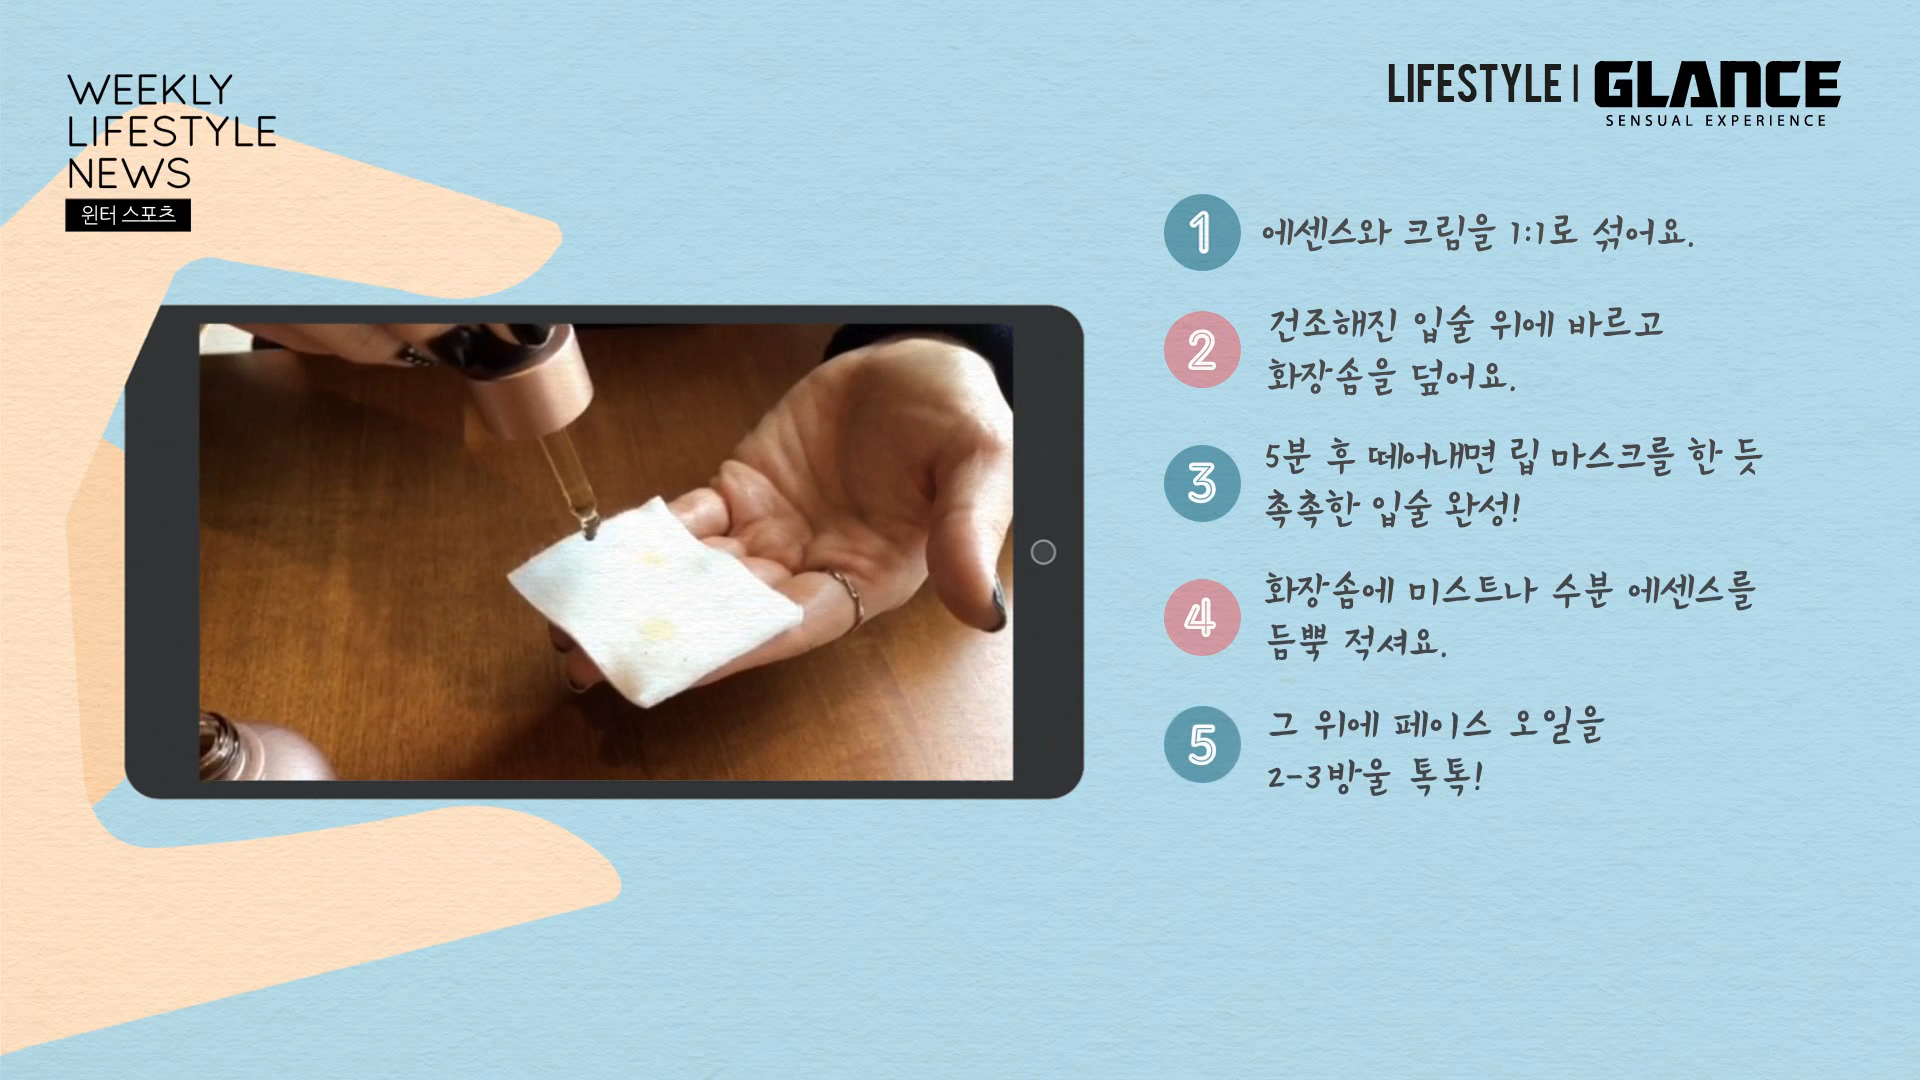 WEEKLY
LIFESTYLE
NEWS
윈터 스포츠
LIFESTYLE | GLANCE
SENSUAL EXPERIENCE
1 에센스와 크림을 1:1로 섞어요.
2 건조해진 입술 위에 바르고
화장솜을 덮어요.
3 5분 후 떼어내면 립 마스크를 한 듯
촉촉한 입술 완성!
4 화장솜에 미스트나 수분 에센스를
듬뿍 적셔요.
5 그 위에 페이스 오일을
2-3방울 톡톡!